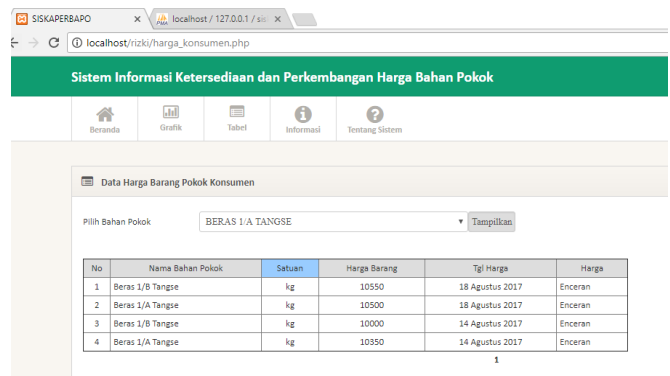 SISKAPERBAPO
localhost / 127.0.0.1 / sis
localhost/rizki/harga_konsumen.php
Sistem Informasi Ketersediaan dan Perkembangan Harga Bahan Pokok
Beranda Grafik Tabel Informasi Tentang Sistem
Data Harga Barang Pokok Konsumen
Pilih Bahan Pokok BERAS 1/A TANGSE Tampilkan
No Nama Bahan Pokok Satuan Harga Barang Tgl Harga Harga
1 Beras 1/B Tangse kg 10550 18 Agustus 2017 Enceran
2 Beras 1/A Tangse kg 10500 18 Agustus 2017 Enceran
3 Beras 1/B Tangse kg 10000 14 Agustus 2017 Enceran
4 Beras 1/A Tangse kg 10350 14 Agustus 2017 Enceran
1